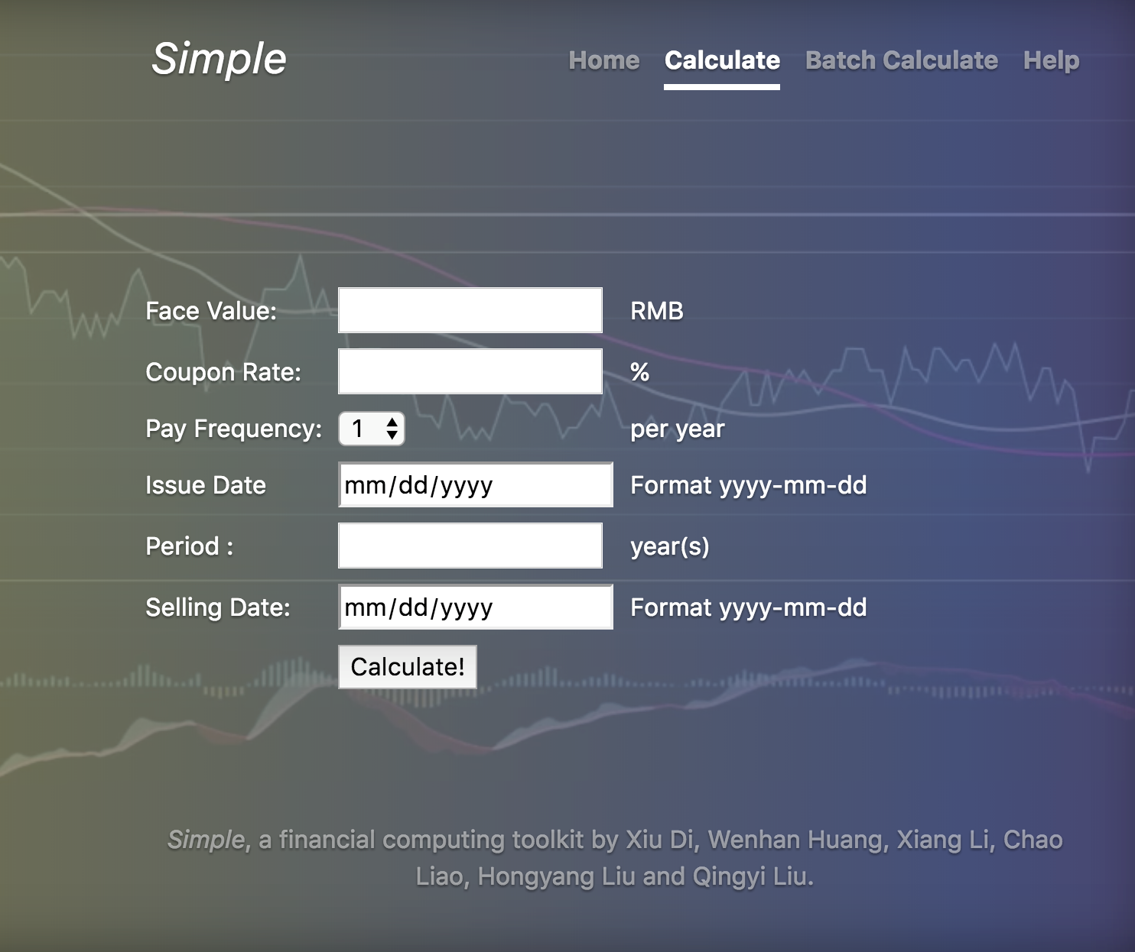 Simple Home Calculate Batch Calculate Help
Face Value: RMB
Coupon Rate: %
Pay Frequency: 1 per year
Issue Date mm/dd/yyyy Format yyyy-mm-dd
Period : year(s)
Selling Date: mm/dd/yyyy Format yyyy-mm-dd
Calculate!
Simple, a financial computing toolkit by Xiu Di, Wenhan Huang, Xiang Li, Chao
Liao, Hongyang Liu and Qingyi Liu.